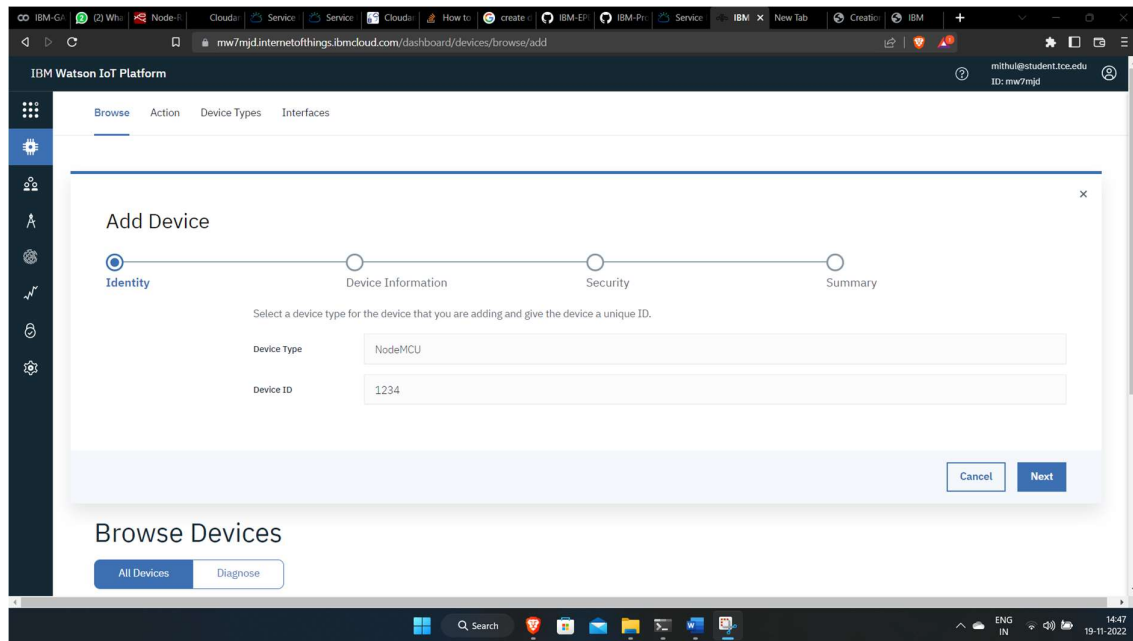 IBM-GA (2) Wha Node-R Cloudar Service Service Cloudar How to create d IBM-EPI IBM-Pro Service IBM New Tab Creation IBM
mw7mjd.internetofthings.ibmcloud.com/dashboard/devices/browse/add
IBM Watson IoT Platform
mithul@student.tce.edu
ID: mw7mjd
Browse Action Device Types Interfaces
Add Device
Identity Device Information Security Summary
Select a device type for the device that you are adding and give the device a unique ID.
Device Type NodeMCU
Device ID 1234
Cancel Next
Browse Devices
All Devices Diagnose
Search
ENG 14:47
IN 19-11-2022